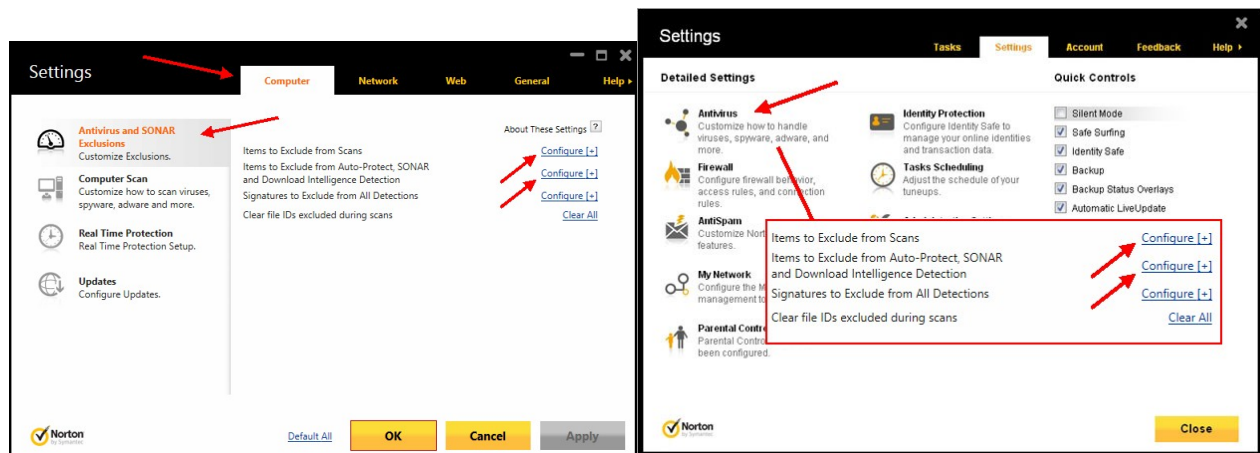 Settings
Computer
Network
Web
General
Help
Antivirus and SONAR
Exclusions
Customize Exclusions.
Computer Scan
Customize how to scan viruses,
spyware, adware and more.
Real Time Protection
Real Time Protection Setup.
Updates
Configure Updates.
About These Settings ?
Items to Exclude from Scans Configure [+]
Items to Exclude from Auto-Protect, SONAR
and Download Intelligence Detection Configure [+]
Signatures to Exclude from All Detections Configure [+]
Clear file IDs excluded during scans Clear All
Norton
by Symantec
Default All
OK
Cancel
Apply
Settings
Tasks
Settings
Account
Feedback
Help
Detailed Settings
Antivirus
Customize how to handle
viruses, spyware, adware, and
more.
Firewall
Configure firewall behavior,
access rules, and connection
rules.
AntiSpam
Customize Nort
features.
My Network
Configure the M
management to
Parental Contr
Parental Contro
been configured.
Identity Protection
Configure Identity Safe to
manage your online identities
and transaction data.
Tasks Scheduling
Adjust the schedule of your
tuneups.
Quick Controls
Silent Mode
Safe Surfing
Identity Safe
Backup
Backup Status Overlays
Automatic LiveUpdate
Items to Exclude from Scans Configure [+]
Items to Exclude from Auto-Protect, SONAR
and Download Intelligence Detection Configure [+]
Signatures to Exclude from All Detections Configure [+]
Clear file IDs excluded during scans Clear All
Norton
by Symantec
Close